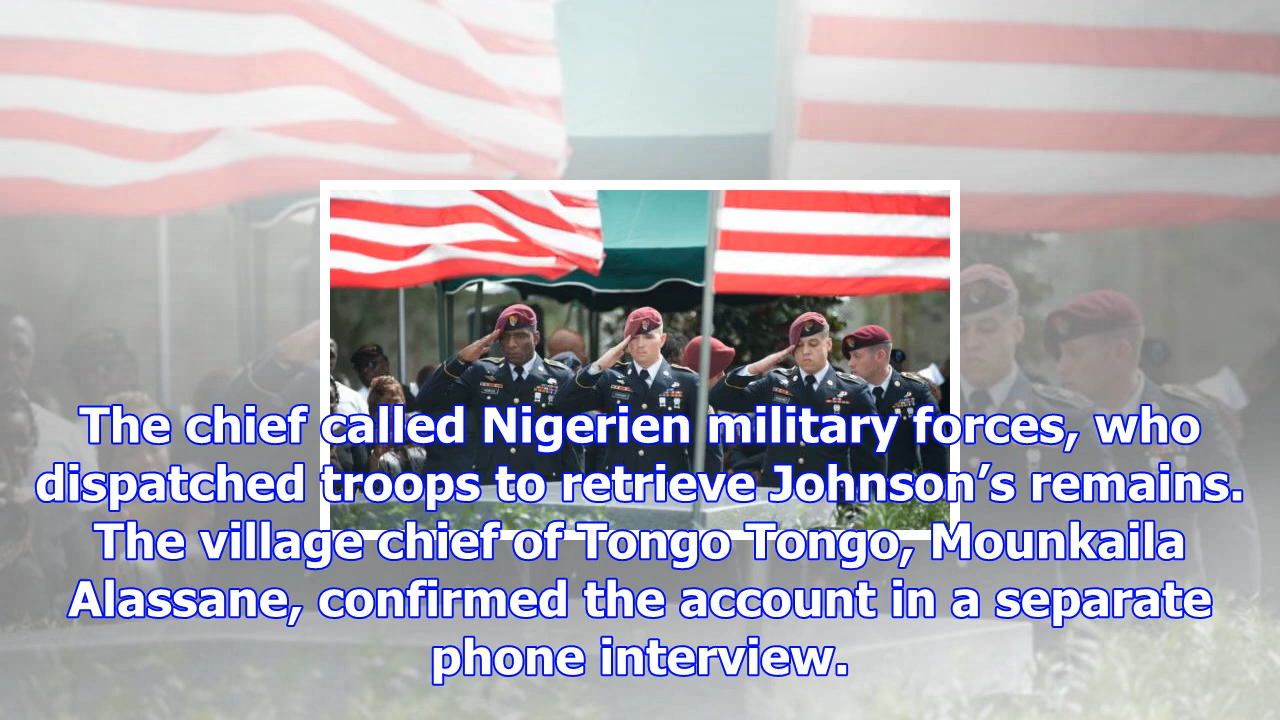 The chief called Nigerien military forces, who
dispatched troops to retrieve Johnson’s remains.
The village chief of Tongo Tongo, Mounkaila
Alassane, confirmed the account in a separate
phone interview.